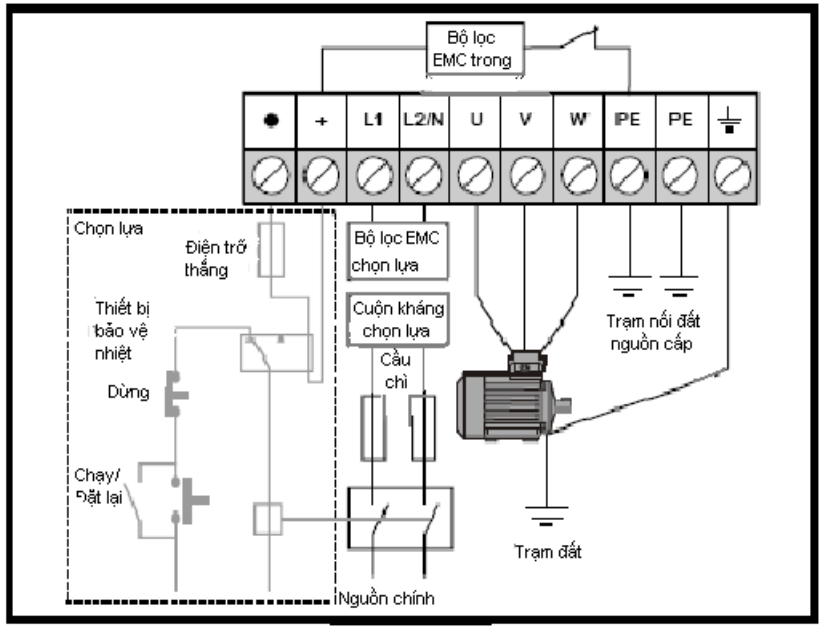 Bộ lọc
EMC trong
+ L1 L2/N U V W PE PE
Chọn lựa
Điện trở
thắng
Bộ lọc EMC
chọn lựa
Thiết bị
bảo vệ
nhiệt
Cuộn kháng
chọn lựa
Trạm nối đất
nguồn cấp
Cầu
chì
Dừng
Chạy/
Đặt lại
Trạm đất
Nguồn chính